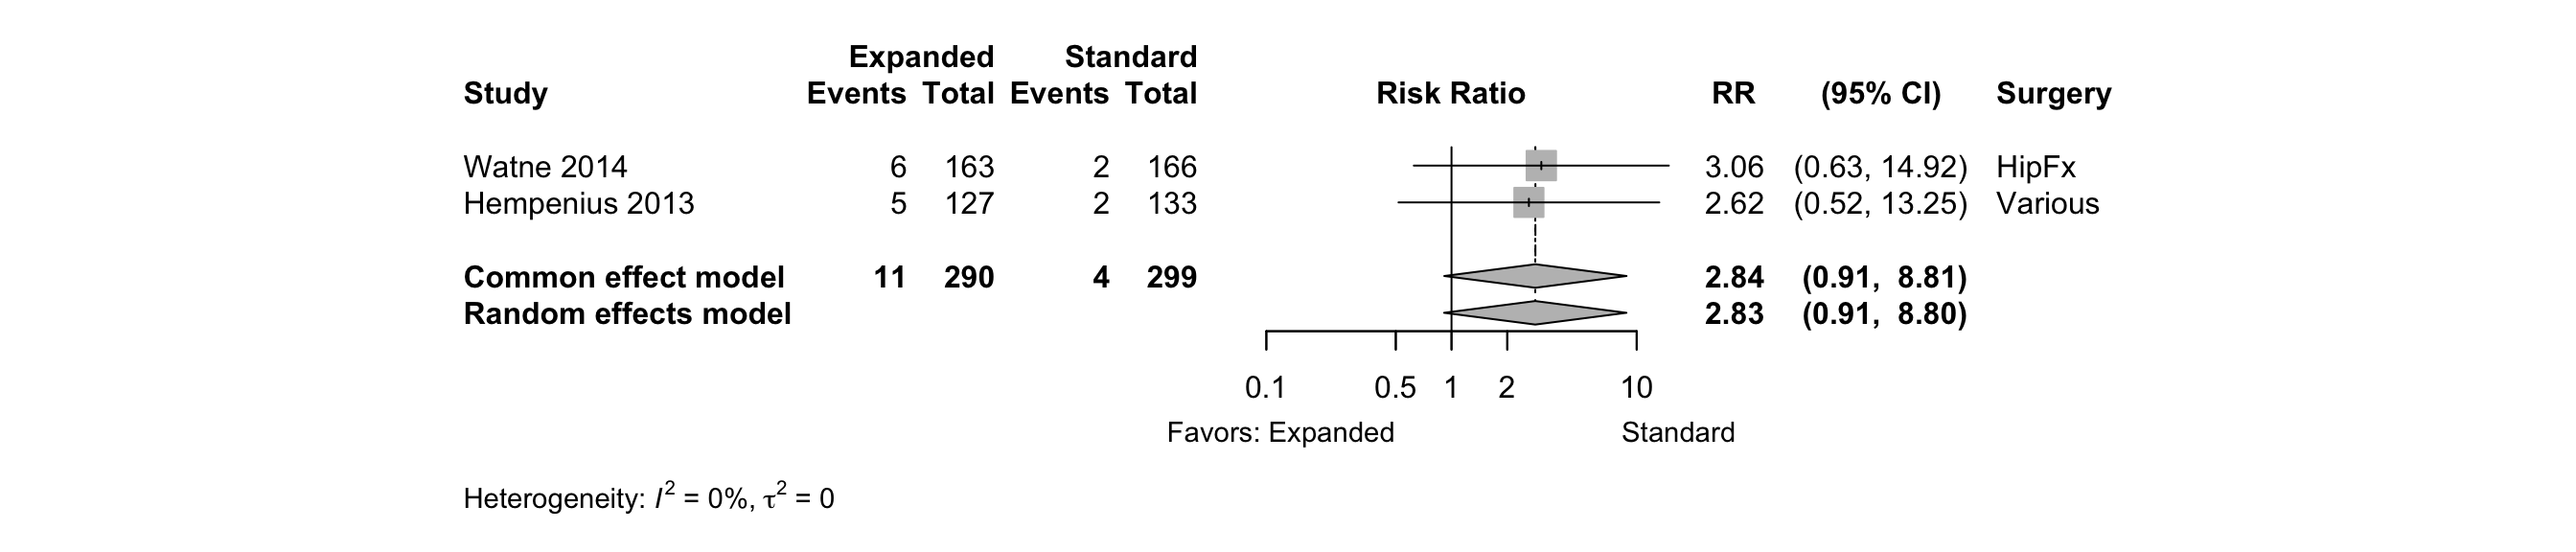 Expanded Standard
Study Events Total Events Total Risk Ratio RR (95% CI) Surgery
Watne 2014 6 163 2 166 3.06 (0.63, 14.92) HipFx
Hempenius 2013 5 127 2 133 2.62 (0.52, 13.25) Various
Common effect model 11 290 4 299 2.84 (0.91, 8.81)
Random effects model 2.83 (0.91, 8.80)
0.1 0.5 1 2 10
Favors: Expanded Standard
Heterogeneity: I² = 0%, τ² = 0